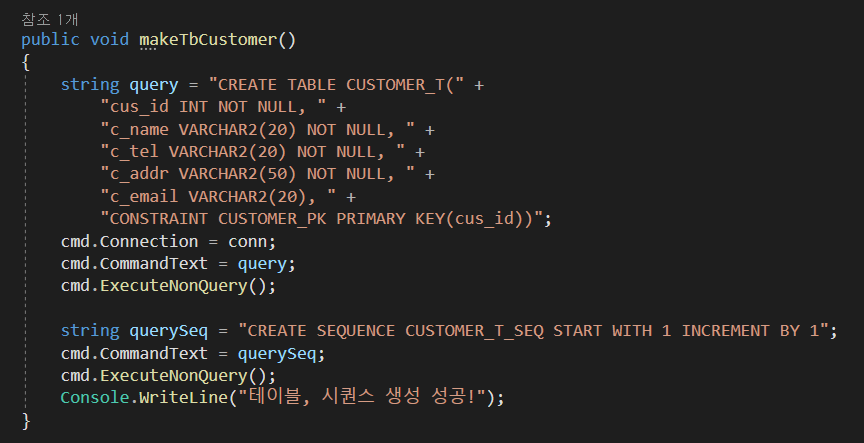 참조 1개
public void makeTbCustomer()
{
    string query = "CREATE TABLE CUSTOMER_T(" +
        "cus_id INT NOT NULL, " +
        "c_name VARCHAR2(20) NOT NULL, " +
        "c_tel VARCHAR2(20) NOT NULL, " +
        "c_addr VARCHAR2(50) NOT NULL, " +
        "c_email VARCHAR2(20), " +
        "CONSTRAINT CUSTOMER_PK PRIMARY KEY(cus_id))";
    cmd.Connection = conn;
    cmd.CommandText = query;
    cmd.ExecuteNonQuery();

    string querySeq = "CREATE SEQUENCE CUSTOMER_T_SEQ START WITH 1 INCREMENT BY 1";
    cmd.CommandText = querySeq;
    cmd.ExecuteNonQuery();
    Console.WriteLine("테이블, 시퀀스 생성 성공!");
}